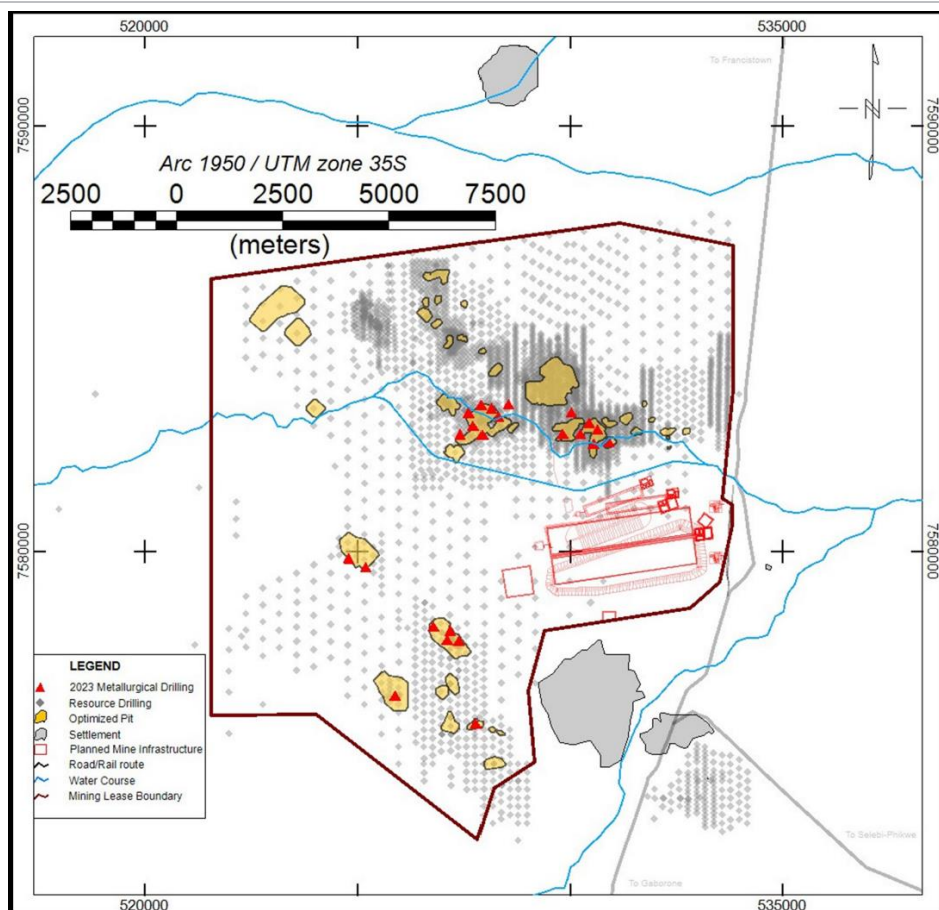 520000 535000
To Francistown
N
7590000 7590000
Arc 1950 / UTM zone 35S
2500 0 2500 5000 7500
(meters)
7580000 7580000
LEGEND
2023 Metallurgical Drilling
Resource Drilling
Optimized Pit
Settlement
Planned Mine infrastructure
Road/Rail route
Water Course
Mining Lease Boundary
To Selebi-Phikwe
To Gaborone
520000 535000